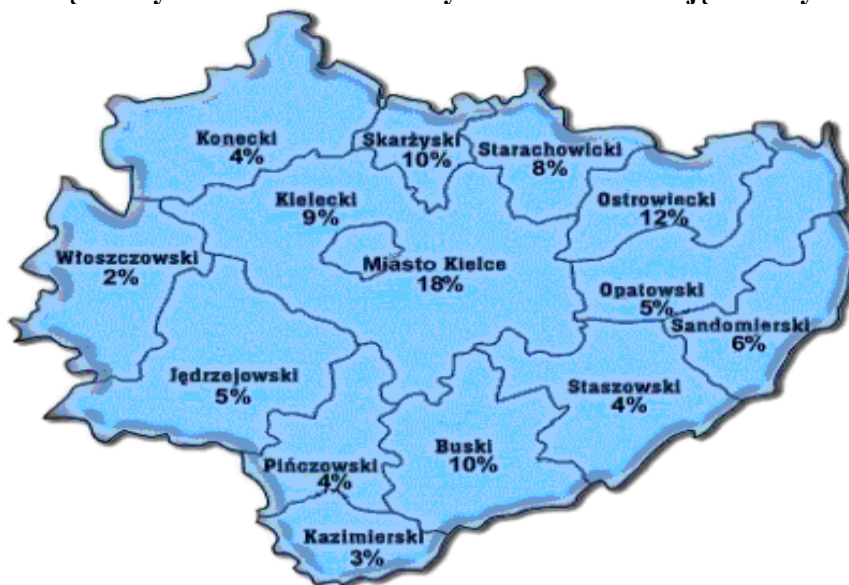 Konecki
4%
Skarżyski
10%
Starachowicki
8%
Kielecki
9%
Ostrowiecki
12%
Włoszczowski
2%
Miasto Kielce
18%
Opatowski
5%
Sandomierski
6%
Jędrzejowski
5%
Staszowski
4%
Buski
10%
Pińczowski
4%
Kazimierski
3%